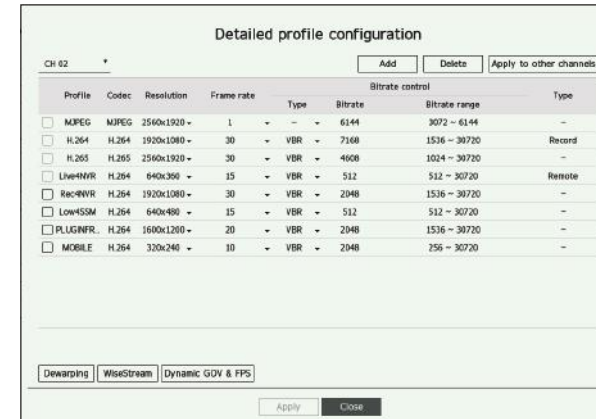 Detailed profile configuration
CH 02 Add Delete Apply to other channels
Bitrate control
Profile Codec Resolution Frame rate Type Bitrate Bitrate range Type
MJPEG MJPEG 2560x1920 1 – 6144 3072 ~ 6144 –
H.264 H.264 1920x1080 30 VBR 7168 1536 ~ 30720 Record
H.265 H.265 2560x1920 30 VBR 4608 1024 ~ 30720 –
Live4NVR H.264 640x360 15 VBR 512 512 ~ 30720 Remote
Rec4NVR H.264 1920x1080 30 VBR 2048 1536 ~ 30720 –
Low4SSM H.264 640x480 15 VBR 512 512 ~ 30720 –
PLUGINFR... H.264 1600x1200 20 VBR 2048 1536 ~ 30720 –
MOBILE H.264 320x240 10 VBR 2048 256 ~ 30720 –
Dewarping WiseStream Dynamic GOV & FPS
Apply Close